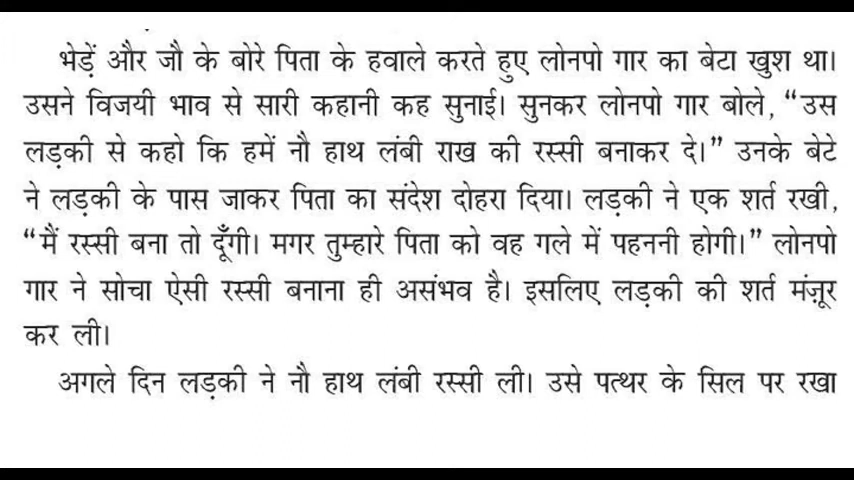 भेड़ें और जौ के बोरे पिता के हवाले करते हुए लोनपो गार का बेटा खुश था।
उसने विजयी भाव से सारी कहानी कह सुनाई। सुनकर लोनपो गार बोले, “उस
लड़की से कहो कि हमें नौ हाथ लंबी राख की रस्सी बनाकर दे।” उनके बेटे
ने लड़की के पास जाकर पिता का संदेश दोहरा दिया। लड़की ने एक शर्त रखी,
“मैं रस्सी बना तो दूँगी। मगर तुम्हारे पिता को वह गले में पहननी होगी।” लोनपो
गार ने सोचा ऐसी रस्सी बनाना ही असंभव है। इसलिए लड़की की शर्त मंज़ूर
कर ली।
अगले दिन लड़की ने नौ हाथ लंबी रस्सी ली। उसे पत्थर के सिल पर रखा